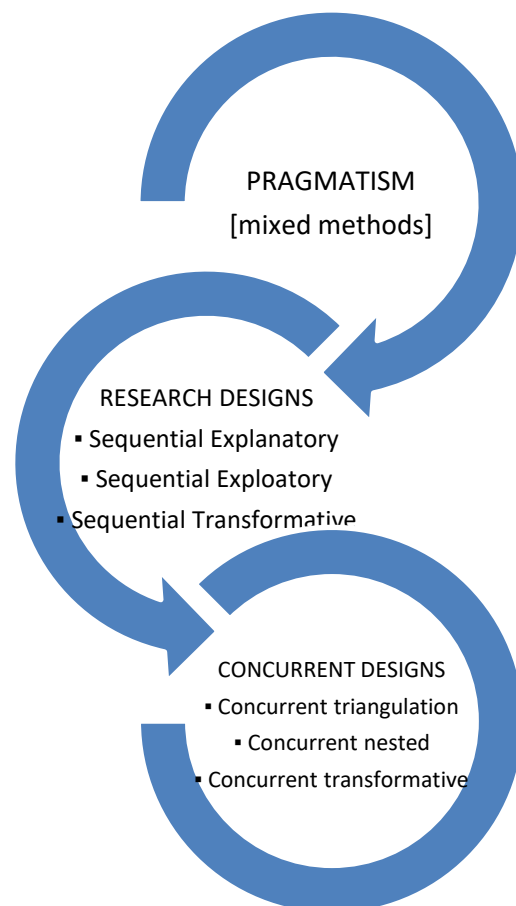 PRAGMATISM
[mixed methods]
RESEARCH DESIGNS
▪ Sequential Explanatory
▪ Sequential Exploatory
▪ Sequential Transformative
CONCURRENT DESIGNS
▪ Concurrent triangulation
▪ Concurrent nested
▪ Concurrent transformative